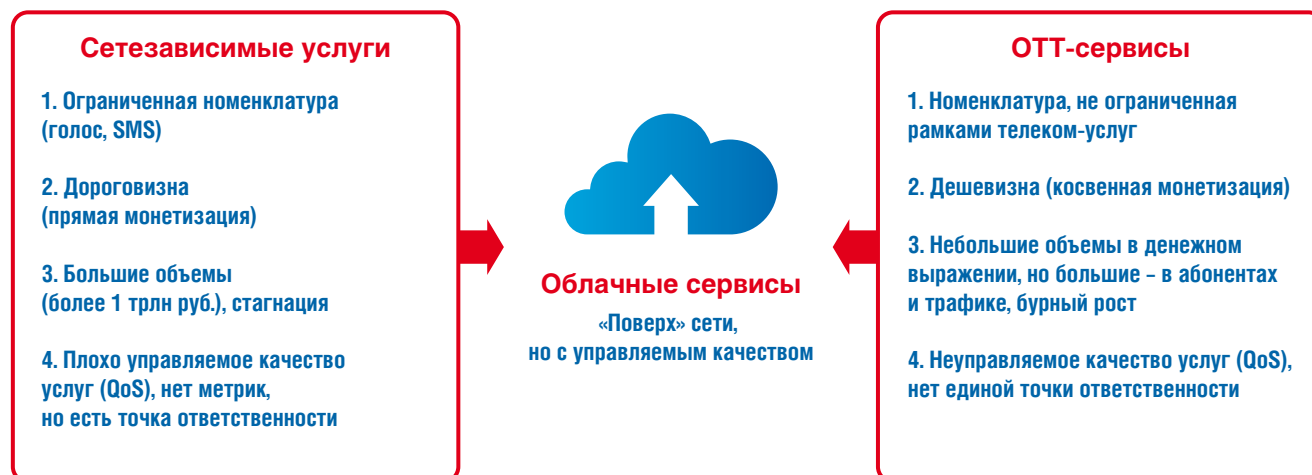 Сетезависимые услуги
1. Ограниченная номенклатура
(голос, SMS)
2. Дороговизна
(прямая монетизация)
3. Большие объемы
(более 1 трлн руб.), стагнация
4. Плохо управляемое качество
услуг (QoS), нет метрик,
но есть точка ответственности
Облачные сервисы
«Поверх» сети,
но с управляемым качеством
ОТТ-сервисы
1. Номенклатура, не ограниченная
рамками телеком-услуг
2. Дешевизна (косвенная монетизация)
3. Небольшие объемы в денежном
выражении, но большие – в абонентах
и трафике, бурный рост
4. Неуправляемое качество услуг (QoS),
нет единой точки ответственности